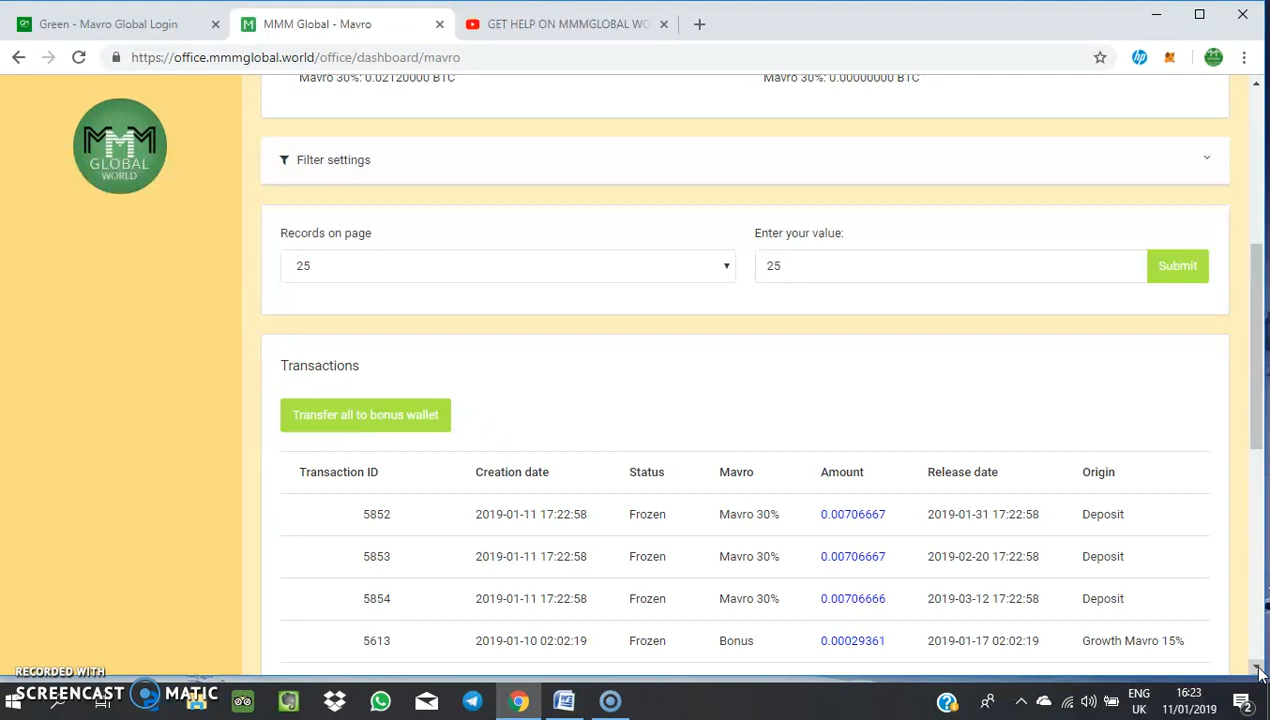 Green - Mavro Global Login
MMM Global - Mavro
GET HELP ON MMMGLOBAL WO
https://office.mmmglobal.world/office/dashboard/mavro
Mavro 30%: 0.02120000 BTC
Mavro 30%: 0.00000000 BTC
MMM
GLOBAL
WORLD
Filter settings
Records on page
Enter your value:
25
25
Submit
Transactions
Transfer all to bonus wallet
Transaction ID Creation date Status Mavro Amount Release date Origin
5852 2019-01-11 17:22:58 Frozen Mavro 30% 0.00706667 2019-01-31 17:22:58 Deposit
5853 2019-01-11 17:22:58 Frozen Mavro 30% 0.00706667 2019-02-20 17:22:58 Deposit
5854 2019-01-11 17:22:58 Frozen Mavro 30% 0.00706666 2019-03-12 17:22:58 Deposit
5613 2019-01-10 02:02:19 Frozen Bonus 0.00029361 2019-01-17 02:02:19 Growth Mavro 15%
RECORDED WITH
SCREENCAST MATIC
ENG
UK
16:23
11/01/2019
2